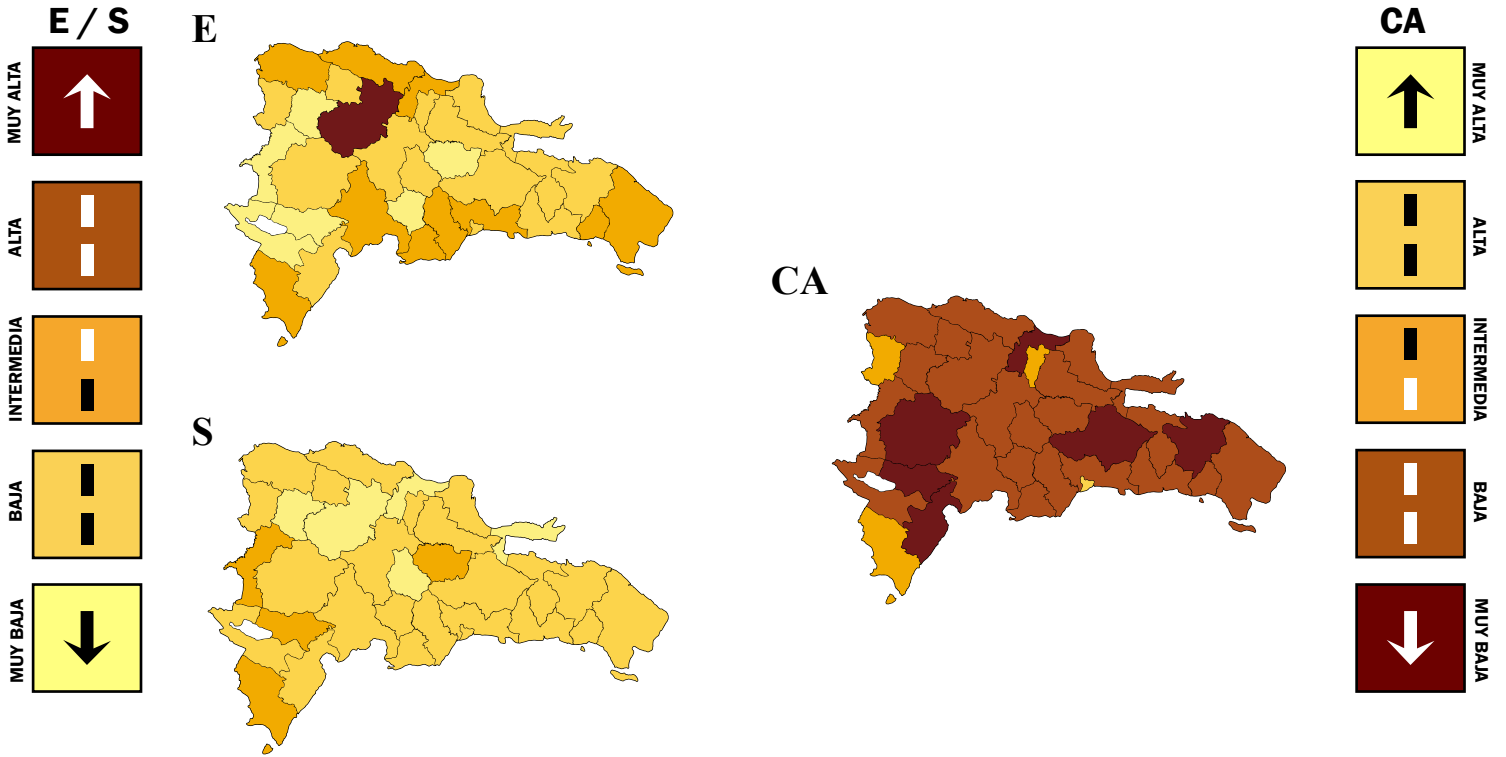 E / S
MUY ALTA
ALTA
INTERMEDIA
BAJA
MUY BAJA
E
S
CA
CA
MUY ALTA
ALTA
INTERMEDIA
BAJA
MUY BAJA